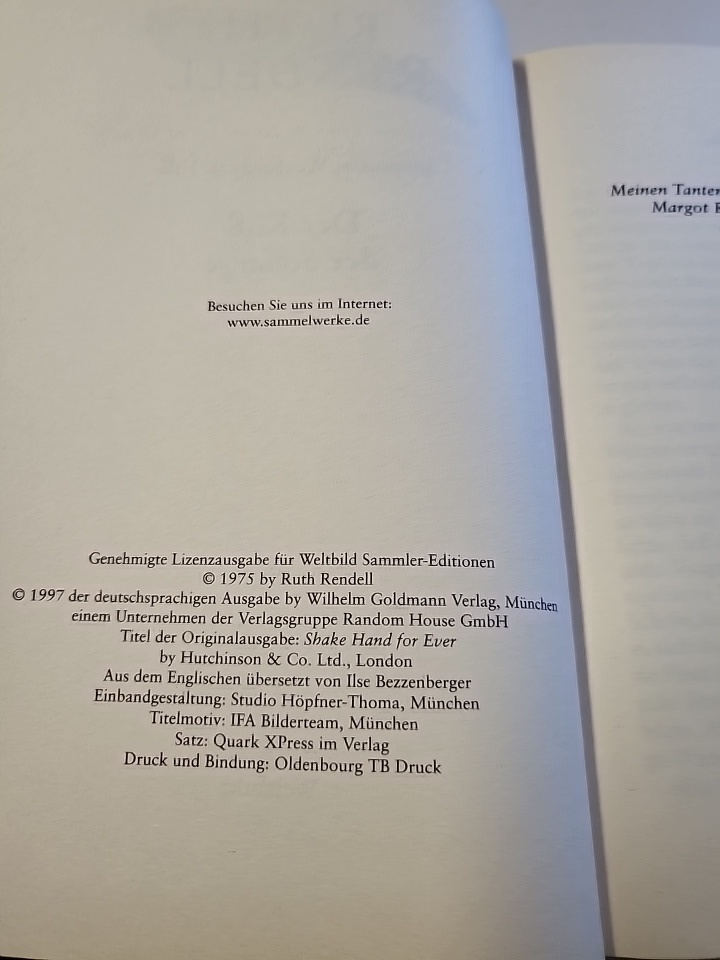 Besuchen Sie uns im Internet:
www.sammelwerke.de
Genehmigte Lizenzausgabe für Weltbild Sammler-Editionen
© 1975 by Ruth Rendell
© 1997 der deutschsprachigen Ausgabe by Wilhelm Goldmann Verlag, München
einem Unternehmen der Verlagsgruppe Random House GmbH
Titel der Originalausgabe: Shake Hand for Ever
by Hutchinson & Co. Ltd., London
Aus dem Englischen übersetzt von Ilse Bezzenberger
Einbandgestaltung: Studio Höpfner-Thoma, München
Titelmotiv: IFA Bilderteam, München
Satz: Quark XPress im Verlag
Druck und Bindung: Oldenbourg TB Druck
Meinen Tanten
Margot